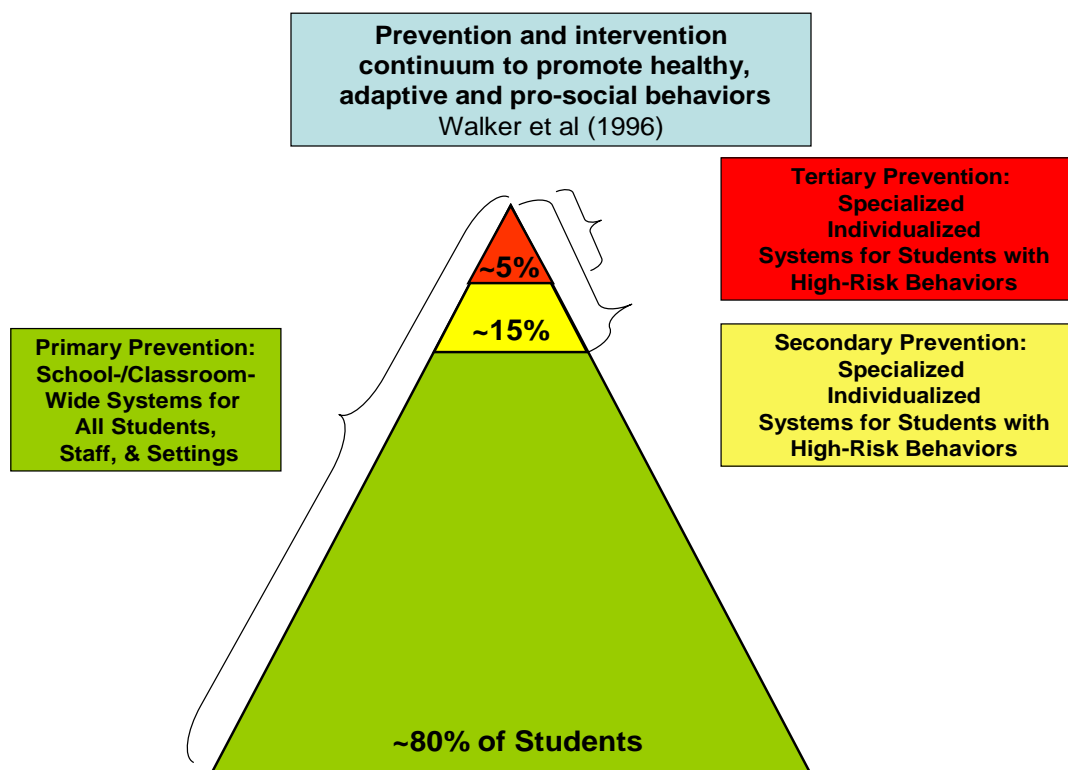 Prevention and intervention
continuum to promote healthy,
adaptive and pro-social behaviors
Walker et al (1996)
Tertiary Prevention:
Specialized
Individualized
Systems for Students with
High-Risk Behaviors
~5%
~15%
Primary Prevention:
School-/Classroom-
Wide Systems for
All Students,
Staff, & Settings
Secondary Prevention:
Specialized
Individualized
Systems for Students with
High-Risk Behaviors
~80% of Students